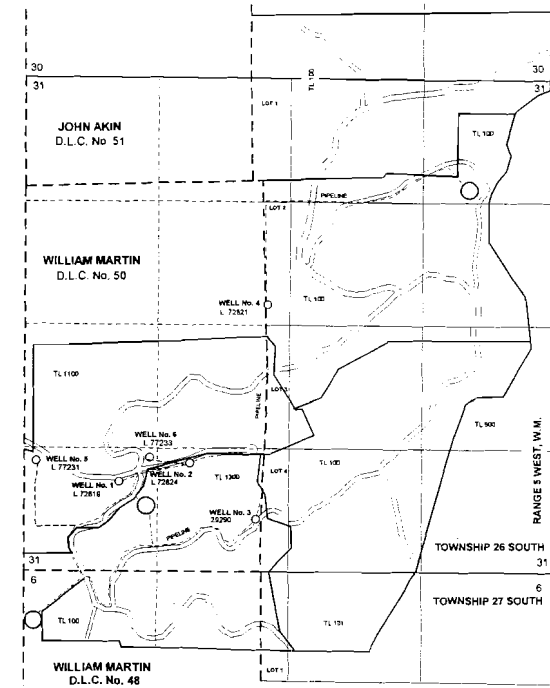 TL 100
30
30
31
31
LOT 1
JOHN AKIN
D.L.C. No. 51
TL 100
PIPELINE
LOT 2
WILLIAM MARTIN
D.L.C. No. 50
WELL No. 4
L 72821
TL 100
TL 1100
LOT 3
PIPELINE
TL 900
WELL No. 6
L 77233
WELL No. 5
L 77231
WELL No. 2
L 72824
WELL No. 1
L 72819
TL 1300
LOT 4
TL 100
RANGE 5 WEST, W.M.
WELL No. 3
29290
PIPELINE
TOWNSHIP 26 SOUTH
31
31
6
6
TOWNSHIP 27 SOUTH
TL 100
TL 101
WILLIAM MARTIN
D.L.C. No. 48
LOT 1